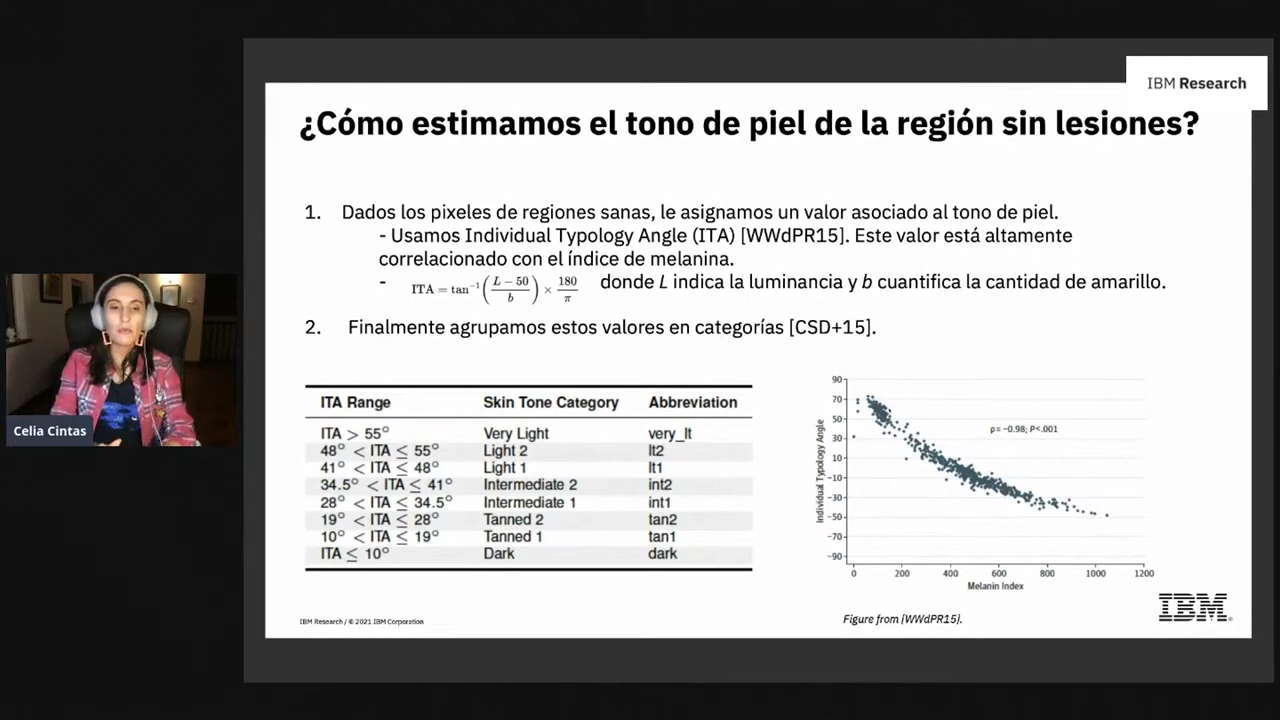 IBM Research
¿Cómo estimamos el tono de piel de la región sin lesiones?
1. Dados los pixeles de regiones sanas, le asignamos un valor asociado al tono de piel.
- Usamos Individual Typology Angle (ITA) [WWdPR15]. Este valor está altamente
correlacionado con el índice de melanina.
- ITA = tan⁻¹((L − 50)/b) × 180/π donde L indica la luminancia y b cuantifica la cantidad de amarillo.
2. Finalmente agrupamos estos valores en categorías [CSD+15].
ITA Range Skin Tone Category Abbreviation
ITA > 55° Very Light very_lt
48° < ITA ≤ 55° Light 2 lt2
41° < ITA ≤ 48° Light 1 lt1
34.5° < ITA ≤ 41° Intermediate 2 int2
28° < ITA ≤ 34.5° Intermediate 1 int1
19° < ITA ≤ 28° Tanned 2 tan2
10° < ITA ≤ 19° Tanned 1 tan1
ITA ≤ 10° Dark dark
Individual Typology Angle
90
70
50
30
10
−10
−30
−50
−70
−90
ρ= −0.98; P<.001
0 200 400 600 800 1000 1200
Melanin Index
Figure from [WWdPR15].
IBM Research / © 2021 IBM Corporation
IBM®
Celia Cintas